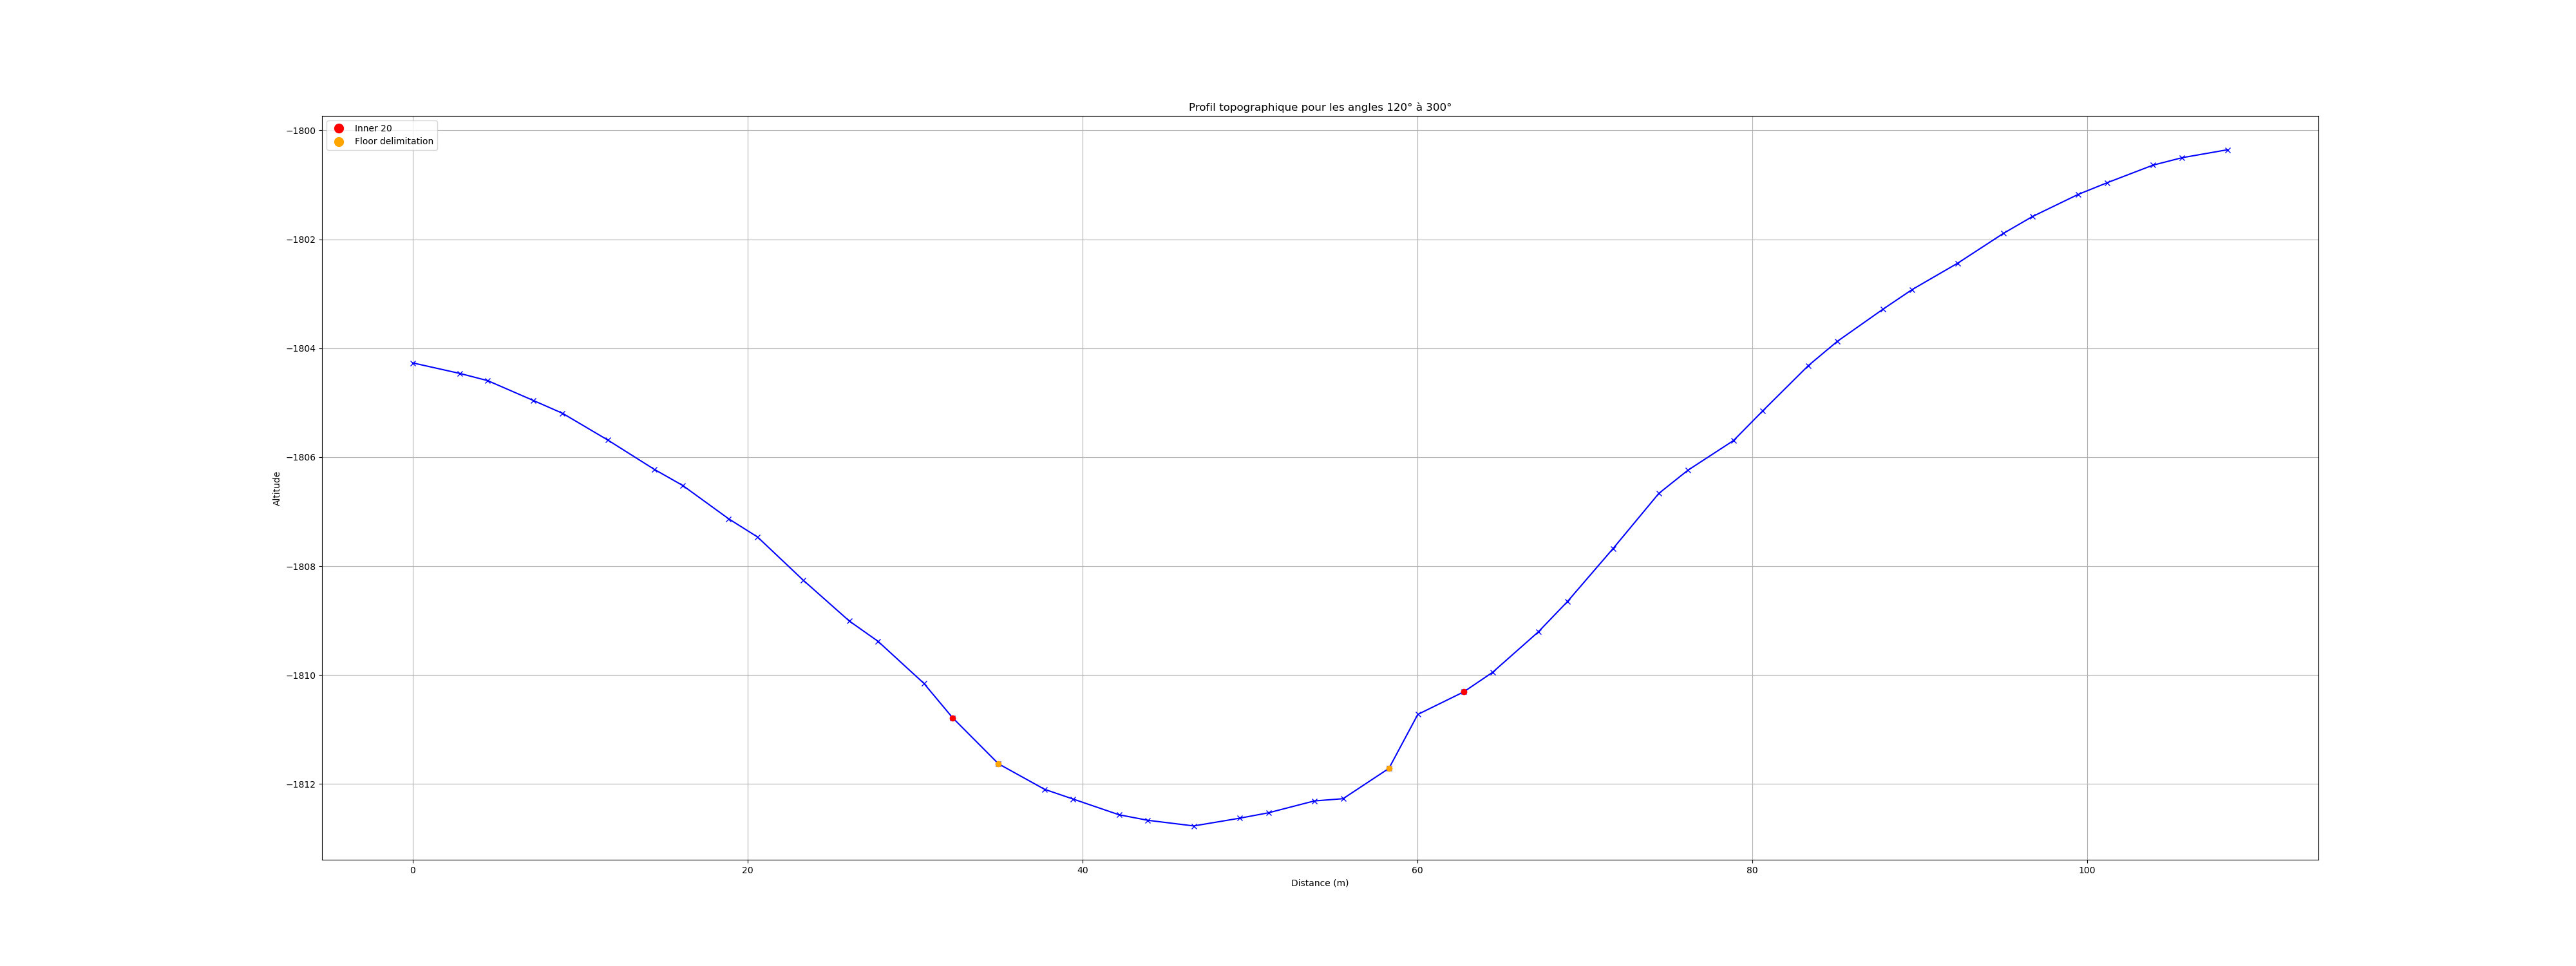 Profil topographique pour les angles 120° à 300°
Inner 20
Floor delimitation
−1800
−1802
−1804
−1806
−1808
−1810
−1812
Altitude
0 20 40 60 80 100
Distance (m)